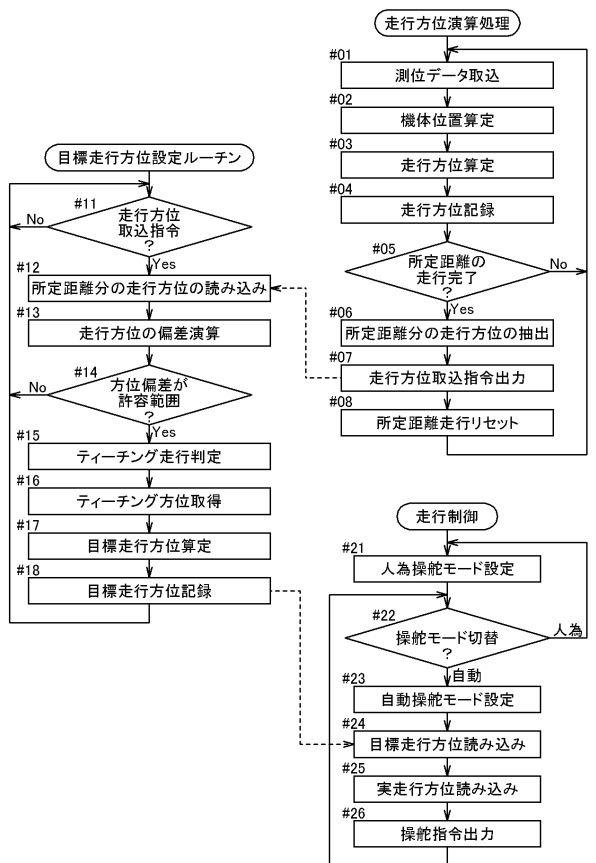 走行方位演算処理
#01
測位データ取込
#02
機体位置算定
#03
走行方位算定
#04
走行方位記録
#05
所定距離の
走行完了
?
No
Yes
#06
所定距離分の走行方位の抽出
#07
走行方位取込指令出力
#08
所定距離走行リセット
目標走行方位設定ルーチン
#11
走行方位
取込指令
?
No
Yes
#12
所定距離分の走行方位の読み込み
#13
走行方位の偏差演算
#14
方位偏差が
許容範囲
?
No
Yes
#15
ティーチング走行判定
#16
ティーチング方位取得
#17
目標走行方位算定
#18
目標走行方位記録
走行制御
#21
人為操舵モード設定
#22
操舵モード切替
?
人為
自動
#23
自動操舵モード設定
#24
目標走行方位読み込み
#25
実走行方位読み込み
#26
操舵指令出力